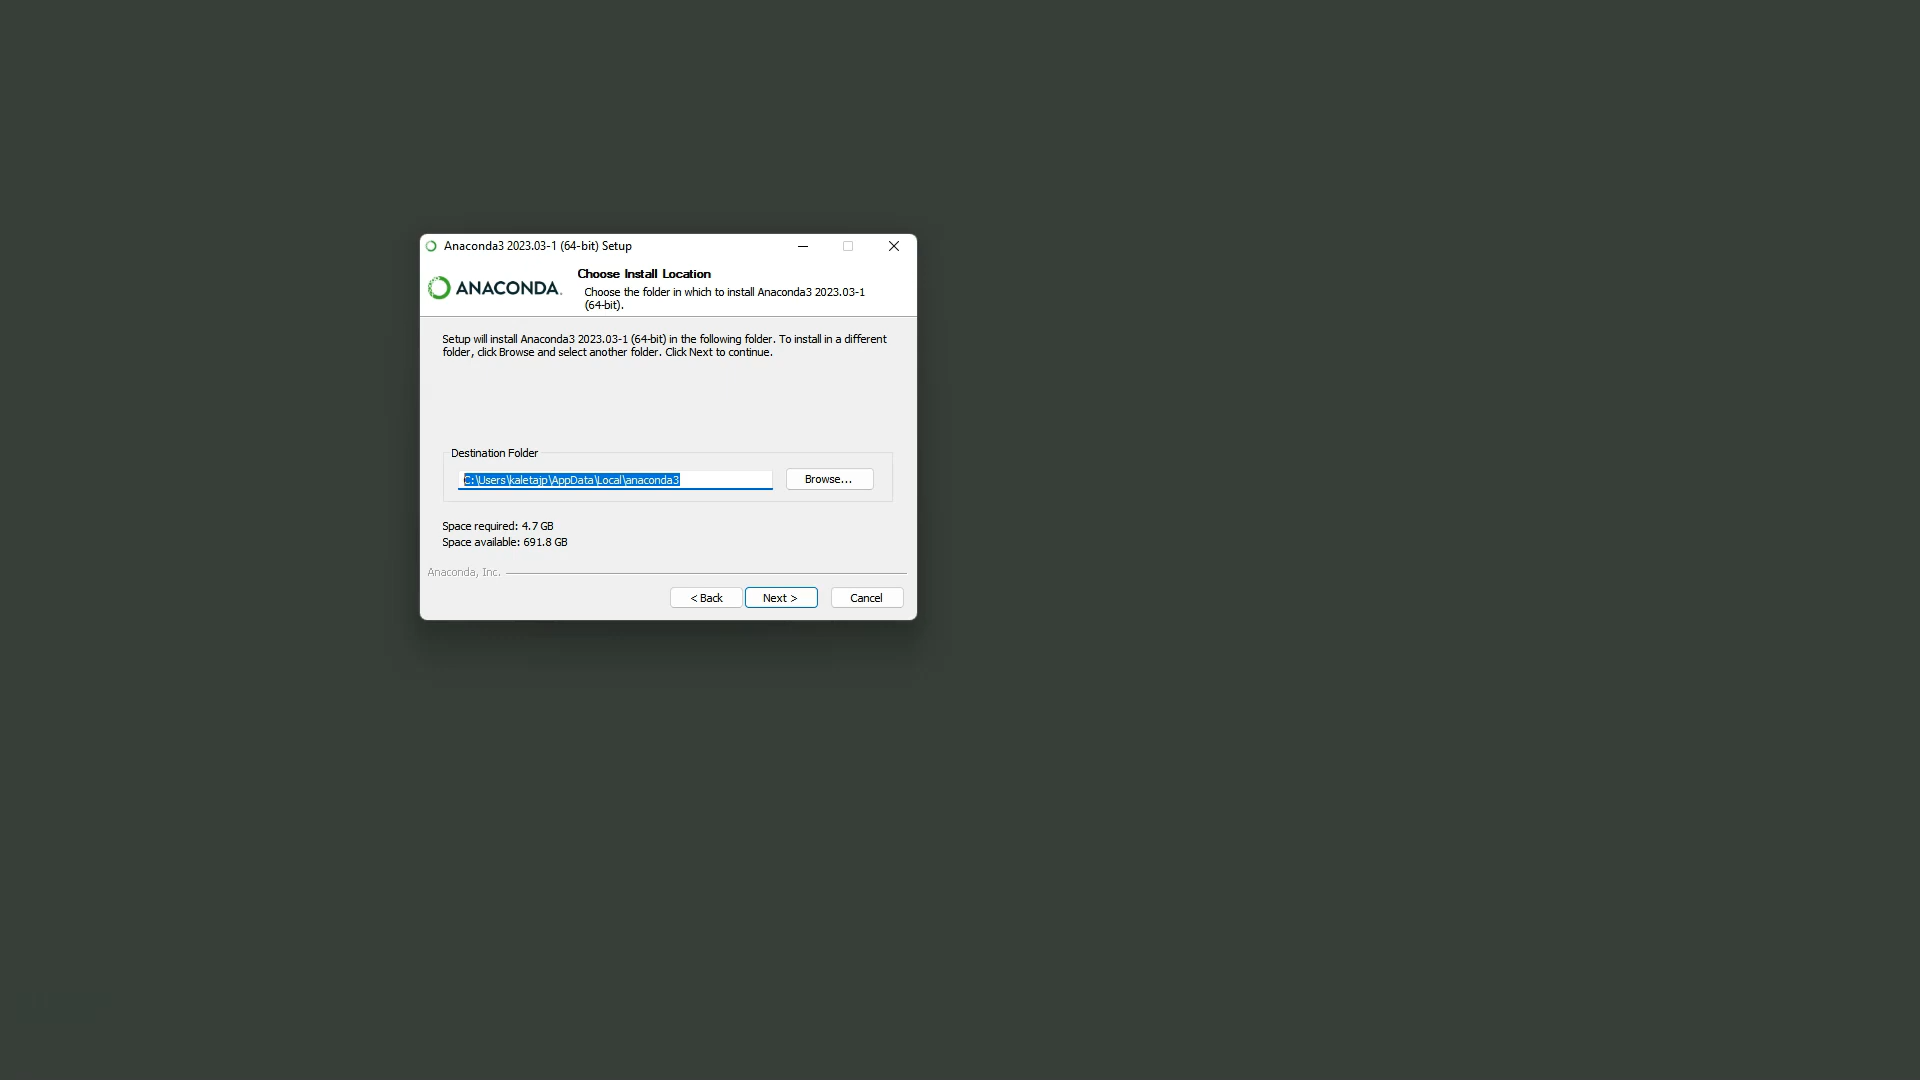 Anaconda3 2023.03-1 (64-bit) Setup
ANACONDA.
Choose Install Location
Choose the folder in which to install Anaconda3 2023.03-1
(64-bit).
Setup will install Anaconda3 2023.03-1 (64-bit) in the following folder. To install in a different
folder, click Browse and select another folder. Click Next to continue.
Destination Folder
C:\Users\kaletajp\AppData\Local\anaconda3
Browse...
Space required: 4.7 GB
Space available: 691.8 GB
Anaconda, Inc.
< Back
Next >
Cancel